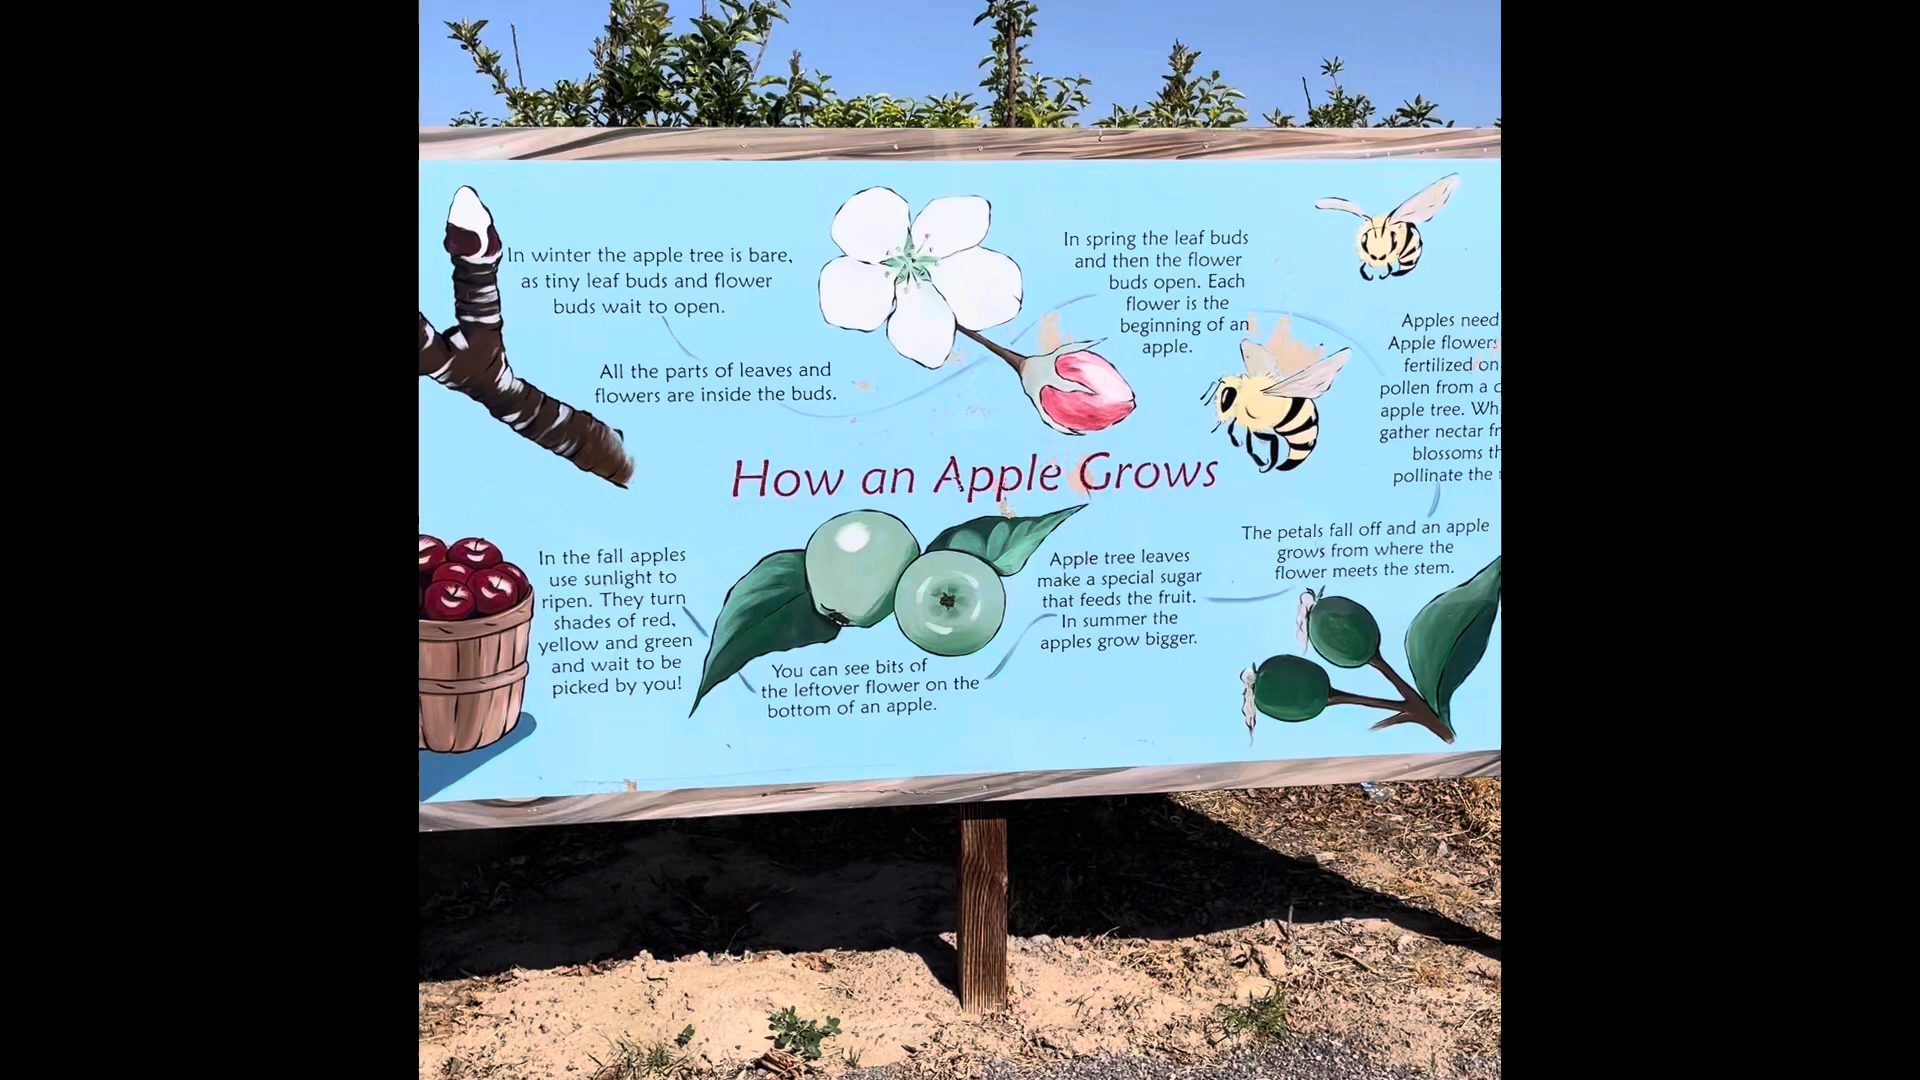 In winter the apple tree is bare,
as tiny leaf buds and flower
buds wait to open.
All the parts of leaves and
flowers are inside the buds.
In spring the leaf buds
and then the flower
buds open. Each
flower is the
beginning of an
apple.
Apples need
Apple flowers
fertilized on
pollen from a
apple tree.
gather nectar
blossoms
pollinate the
How an Apple Grows
The petals fall off and an apple
grows from where the
flower meets the stem.
Apple tree leaves
make a special sugar
that feeds the fruit.
In summer the
apples grow bigger.
You can see bits of
the leftover flower on the
bottom of an apple.
In the fall apples
use sunlight to
ripen. They turn
shades of red,
yellow and green
and wait to be
picked by you!